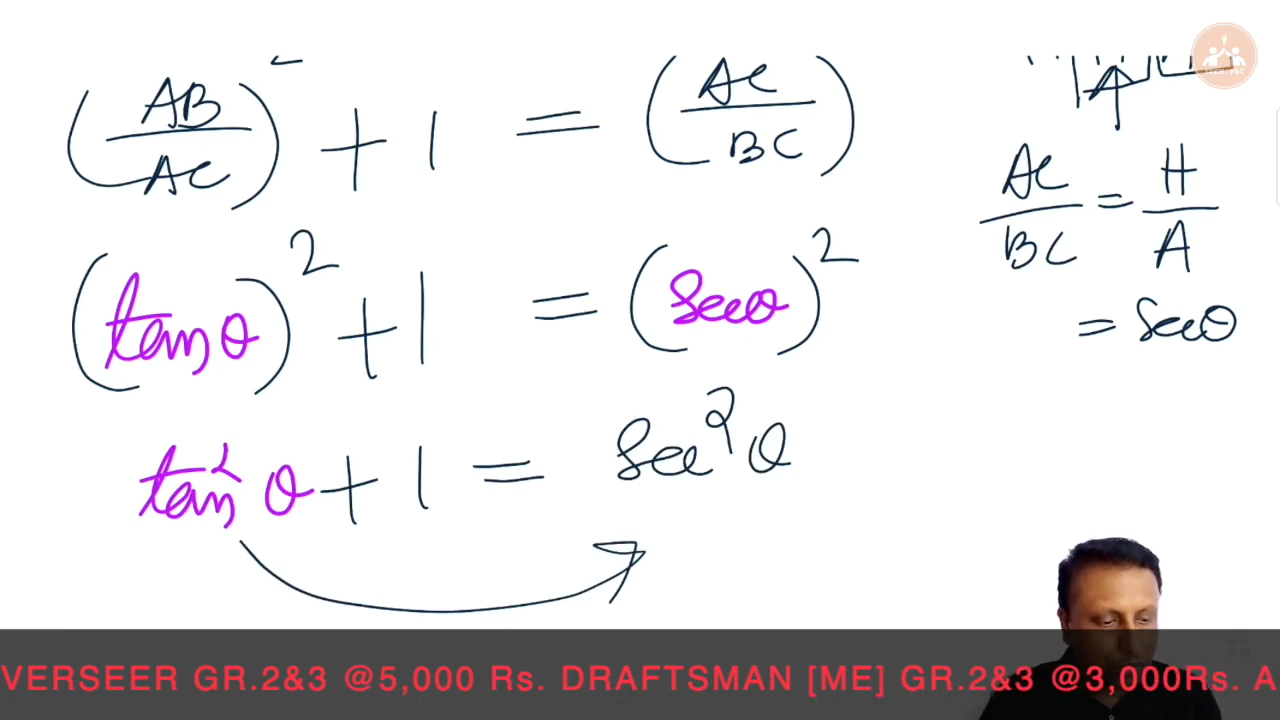 (AB/AC)² + 1 = (AC/BC)
AC/BC = H/A
= secθ
(tanθ)² + 1 = (secθ)²
tan²θ + 1 = sec²θ
VERSEER GR.2&3 @5,000 Rs. DRAFTSMAN [ME] GR.2&3 @3,000Rs. A